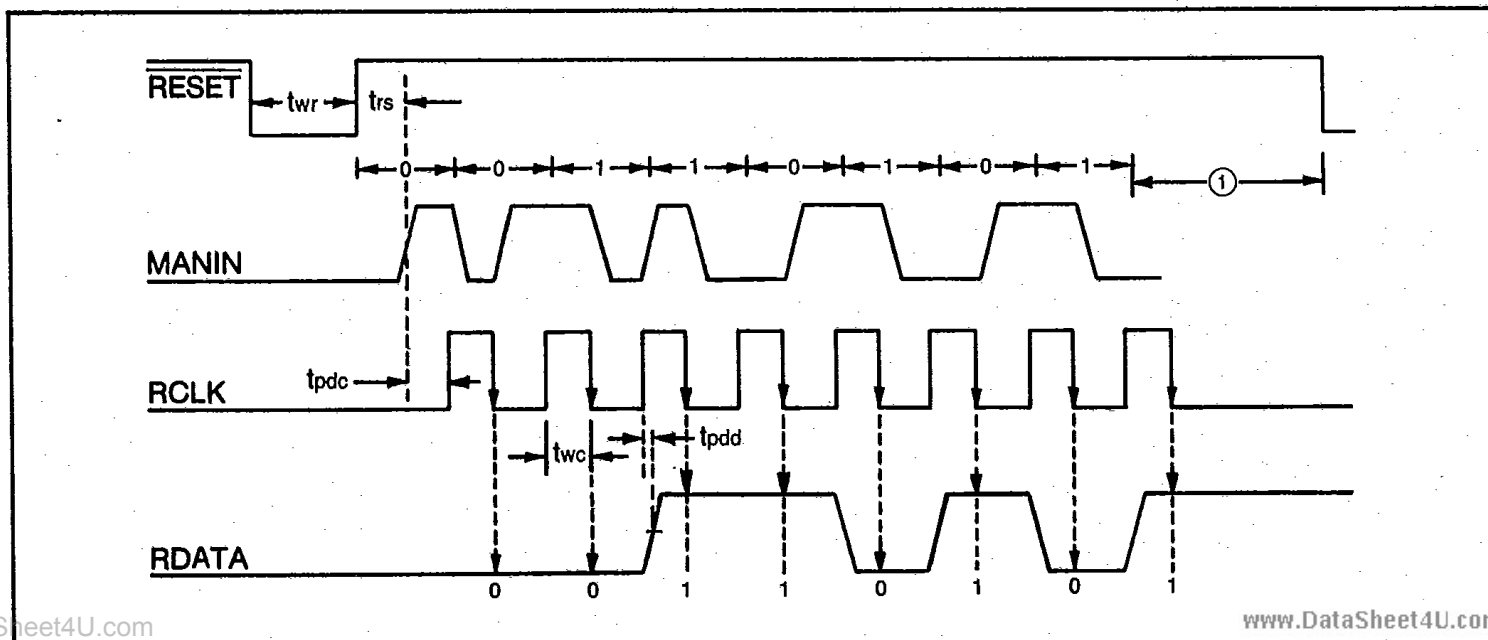 RESET
twr
trs
0 0 1 1 0 1 0 1 ①
MANIN
tpdc
RCLK
twc
tpdd
RDATA
0 0 1 1 0 1 0 1
Sheet4U.com
www.DataSheet4U.com